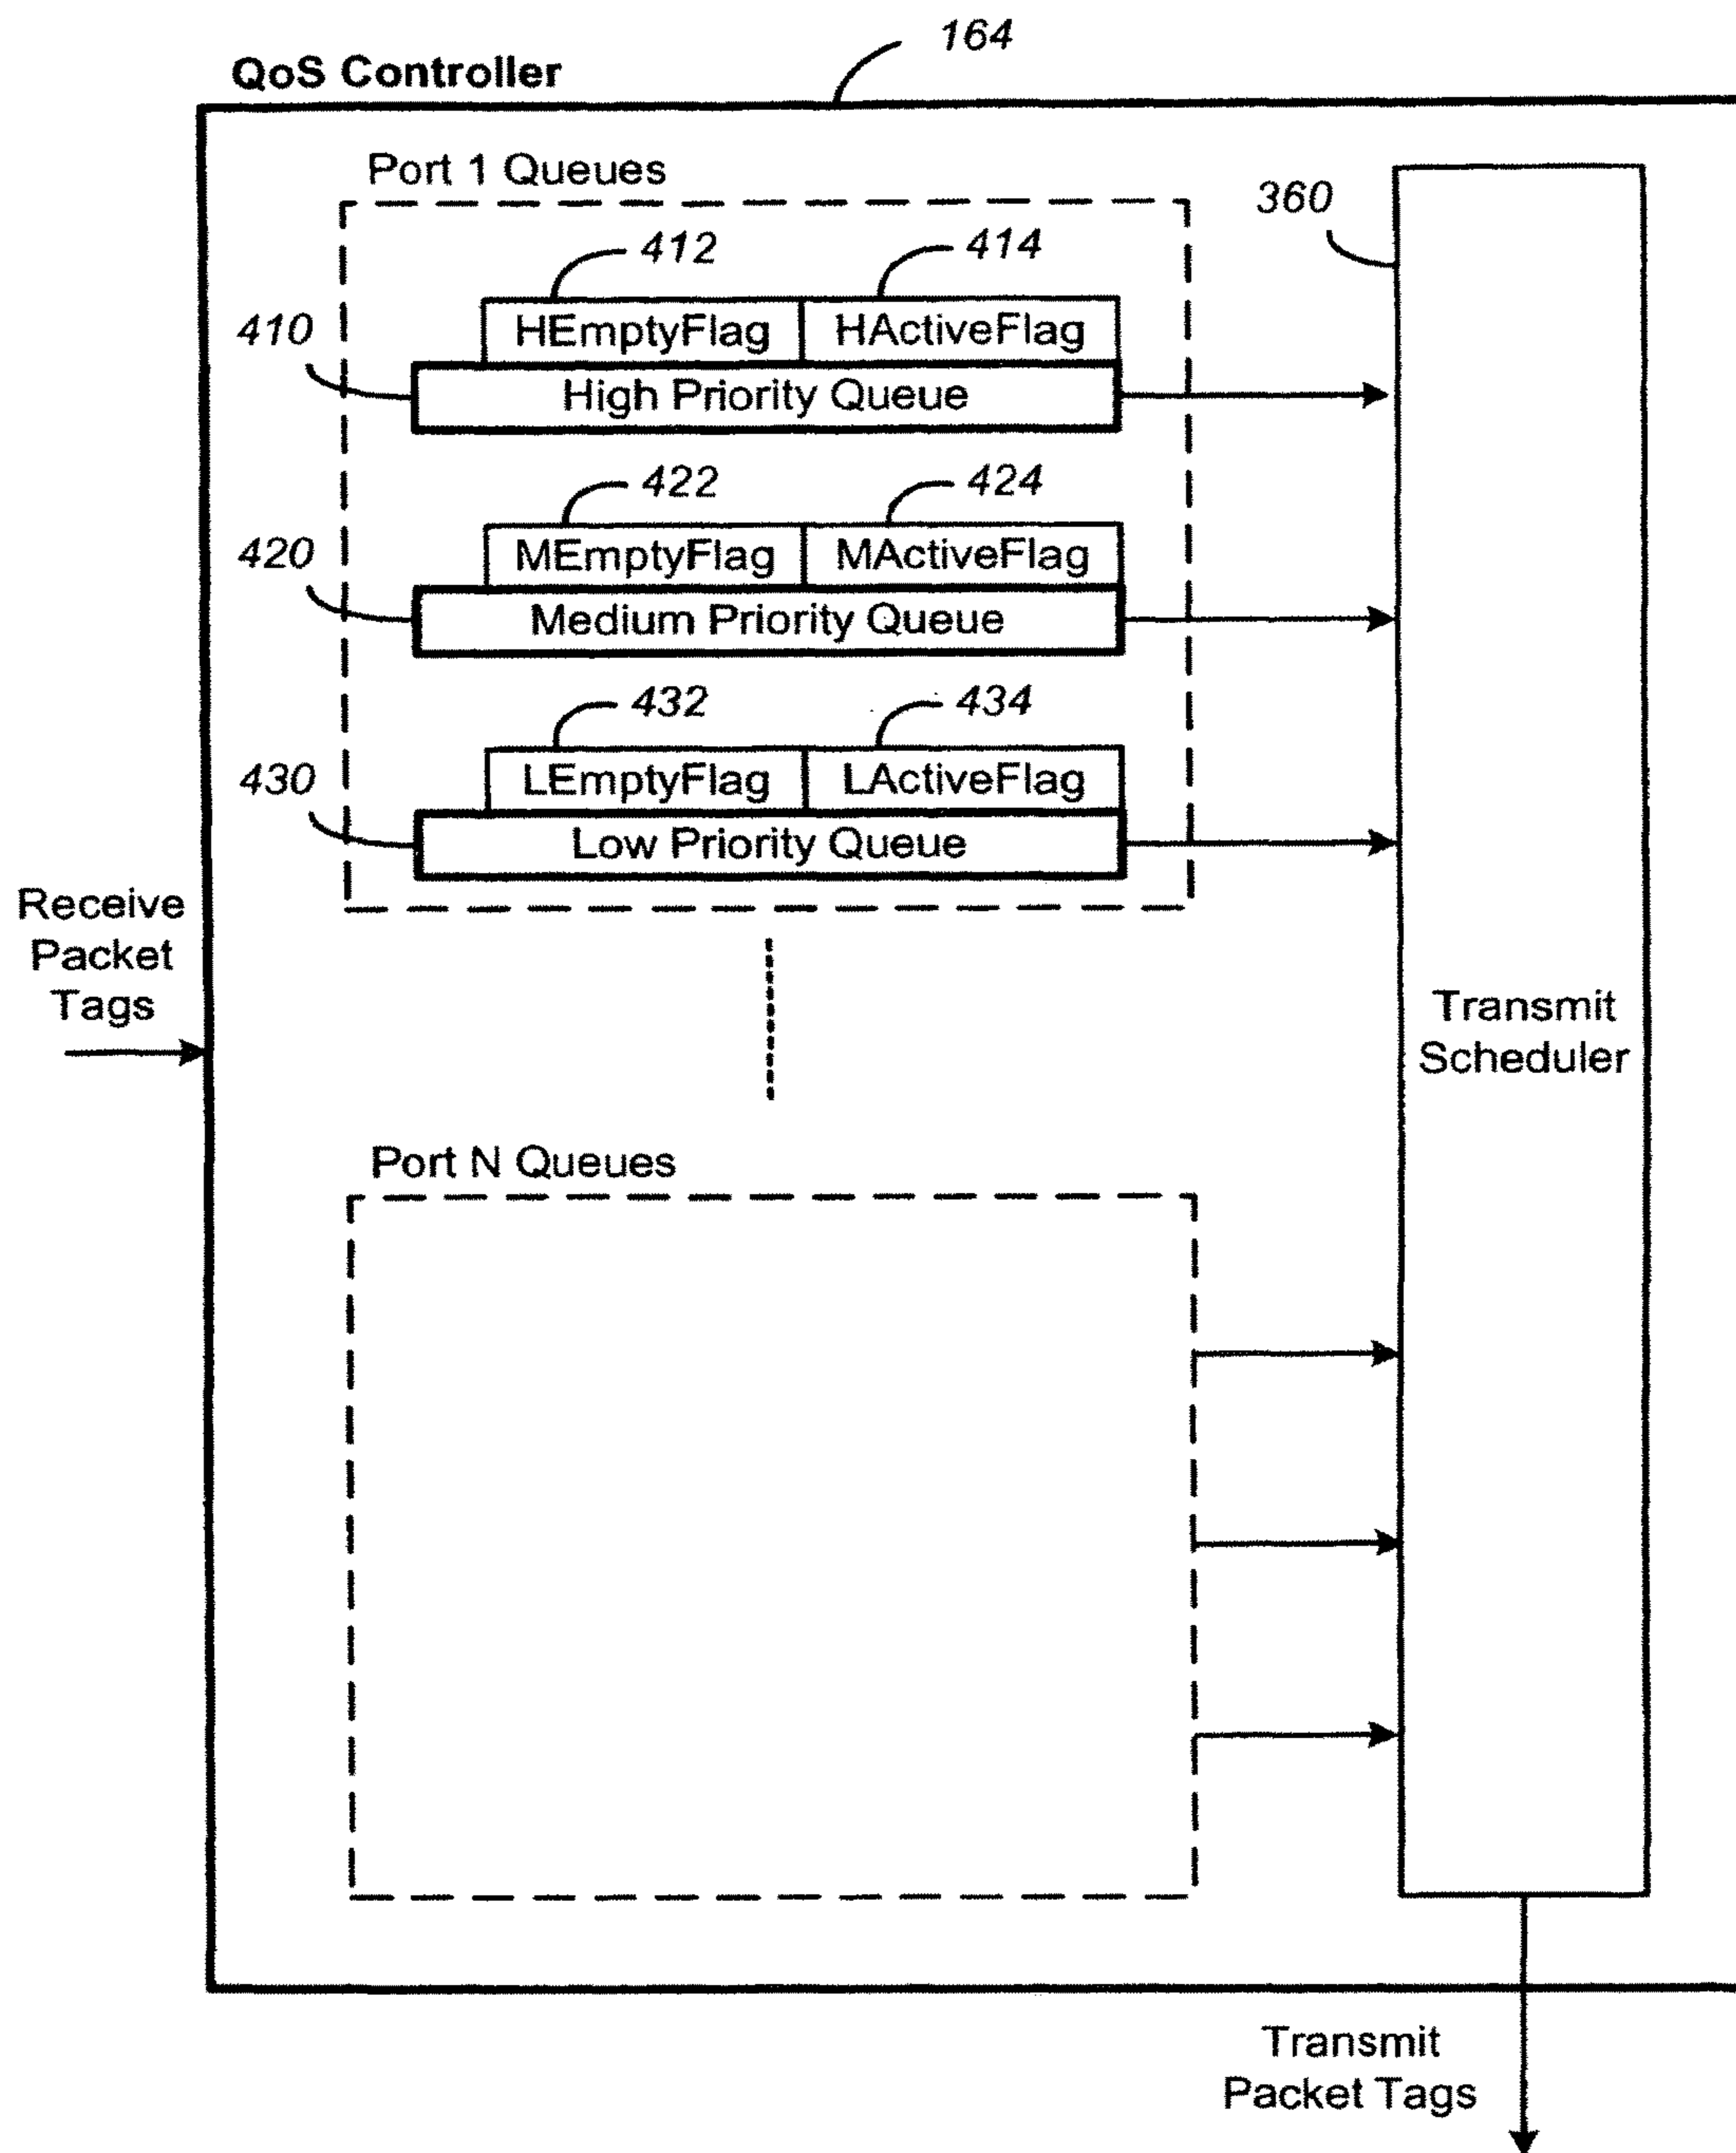 164
QoS Controller
Port 1 Queues
360
412
414
410
HEmptyFlag
HActiveFlag
High Priority Queue
422
424
420
MEmptyFlag
MActiveFlag
Medium Priority Queue
432
434
430
LEmptyFlag
LActiveFlag
Low Priority Queue
Receive
Packet
Tags
Transmit
Scheduler
Port N Queues
Transmit
Packet Tags